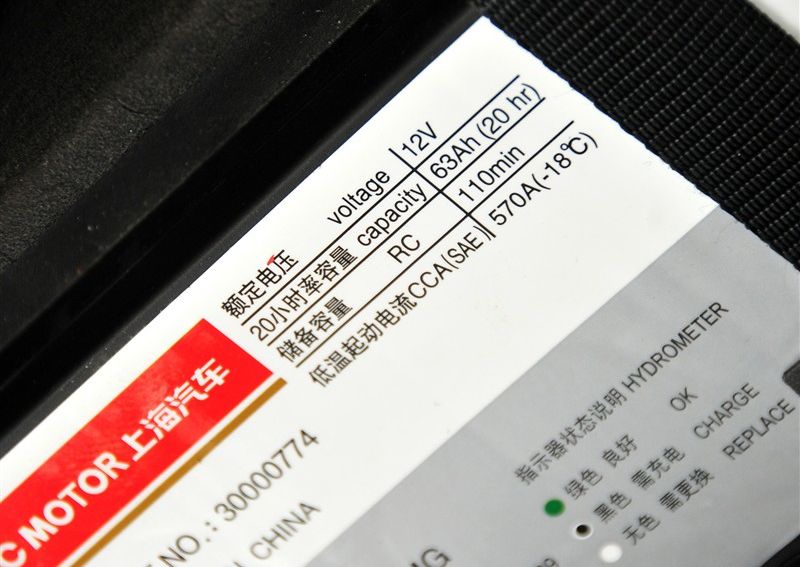 额定电压 voltage 12V
20小时率容量 capacity 63Ah (20 hr)
储备容量 RC 110min
低温起动电流CCA(SAE) 570A(-18℃)
C MOTOR 上海汽车
NO.: 30000774
CHINA
指示器状态说明 HYDROMETER
绿色 良好 OK
黑色 需充电 CHARGE
无色 需更换 REPLACE
MG